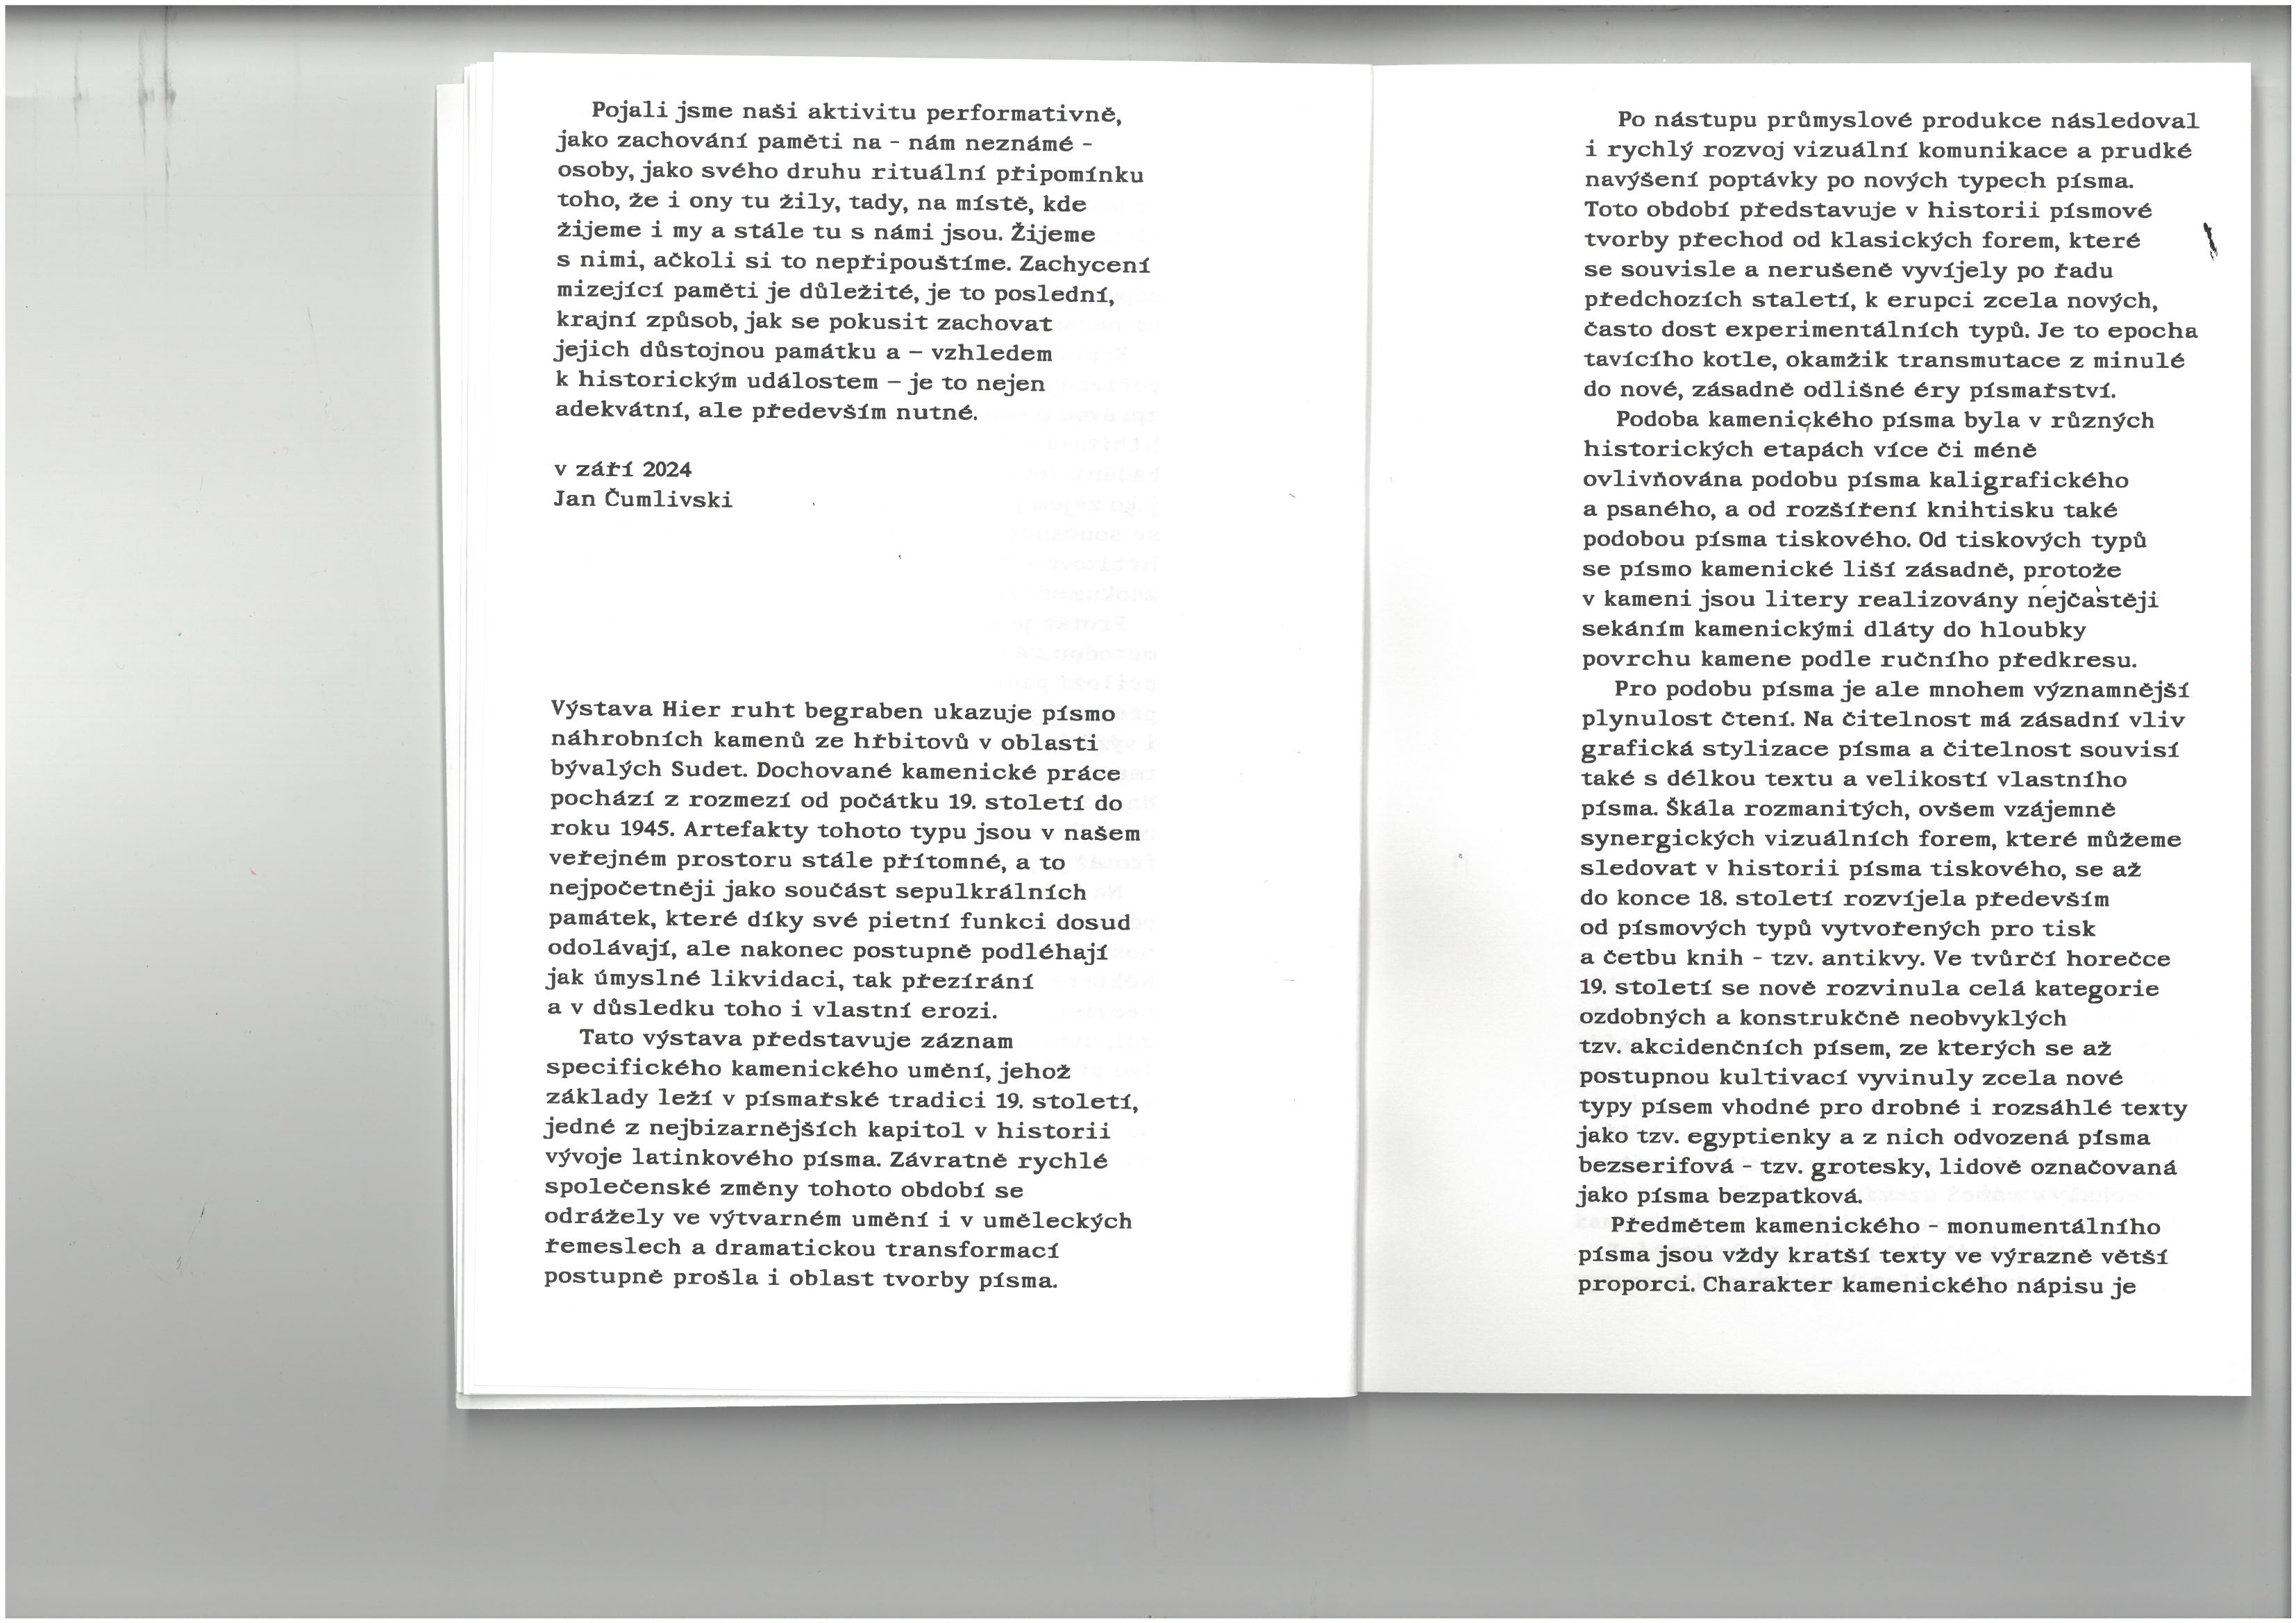 Pojali jsme naši aktivitu performativně,
jako zachování paměti na - nám neznámé -
osoby, jako svého druhu rituální připomínku
toho, že i ony tu žily, tady, na místě, kde
žijeme i my a stále tu s námi jsou. Žijeme
s nimi, ačkoli si to nepřipouštíme. Zachycení
mizející paměti je důležité, je to poslední,
krajní způsob, jak se pokusit zachovat
jejich důstojnou památku a – vzhledem
k historickým událostem – je to nejen
adekvátní, ale především nutné.
v září 2024
Jan Čumlivski
Výstava Hier ruht begraben ukazuje písmo
náhrobních kamenů ze hřbitovů v oblasti
bývalých Sudet. Dochované kamenické práce
pochází z rozmezí od počátku 19. století do
roku 1945. Artefakty tohoto typu jsou v našem
veřejném prostoru stále přítomné, a to
nejpočetněji jako součást sepulkrálních
památek, které díky své pietní funkci dosud
odolávají, ale nakonec postupně podléhají
jak úmyslné likvidaci, tak přezírání
a v důsledku toho i vlastní erozi.
Tato výstava představuje záznam
specifického kamenického umění, jehož
základy leží v písmařské tradici 19. století,
jedné z nejbizarnějších kapitol v historii
vývoje latinkového písma. Závratně rychlé
společenské změny tohoto období se
odrážely ve výtvarném umění i v uměleckých
řemeslech a dramatickou transformací
postupně prošla i oblast tvorby písma.
Po nástupu průmyslové produkce následoval
i rychlý rozvoj vizuální komunikace a prudké
navýšení poptávky po nových typech písma.
Toto období představuje v historii písmové
tvorby přechod od klasických forem, které
se souvisle a nerušeně vyvíjely po řadu
předchozích staletí, k erupci zcela nových,
často dost experimentálních typů. Je to epocha
tavícího kotle, okamžik transmutace z minulé
do nové, zásadně odlišné éry písmařství.
Podoba kamenického písma byla v různých
historických etapách více či méně
ovlivňována podobu písma kaligrafického
a psaného, a od rozšíření knihtisku také
podobou písma tiskového. Od tiskových typů
se písmo kamenické liší zásadně, protože
v kameni jsou litery realizovány nejčastěji
sekáním kamenickými dláty do hloubky
povrchu kamene podle ručního předkresu.
Pro podobu písma je ale mnohem významnější
plynulost čtení. Na čitelnost má zásadní vliv
grafická stylizace písma a čitelnost souvisí
také s délkou textu a velikostí vlastního
písma. Škála rozmanitých, ovšem vzájemně
synergických vizuálních forem, které můžeme
sledovat v historii písma tiskového, se až
do konce 18. století rozvíjela především
od písmových typů vytvořených pro tisk
a četbu knih - tzv. antikvy. Ve tvůrčí horečce
19. století se nově rozvinula celá kategorie
ozdobných a konstrukčně neobvyklých
tzv. akcidenčních písem, ze kterých se až
postupnou kultivací vyvinuly zcela nové
typy písem vhodné pro drobné i rozsáhlé texty
jako tzv. egyptienky a z nich odvozená písma
bezserifová - tzv. grotesky, lidově označovaná
jako písma bezpatková.
Předmětem kamenického - monumentálního
písma jsou vždy kratší texty ve výrazně větší
proporci. Charakter kamenického nápisu je